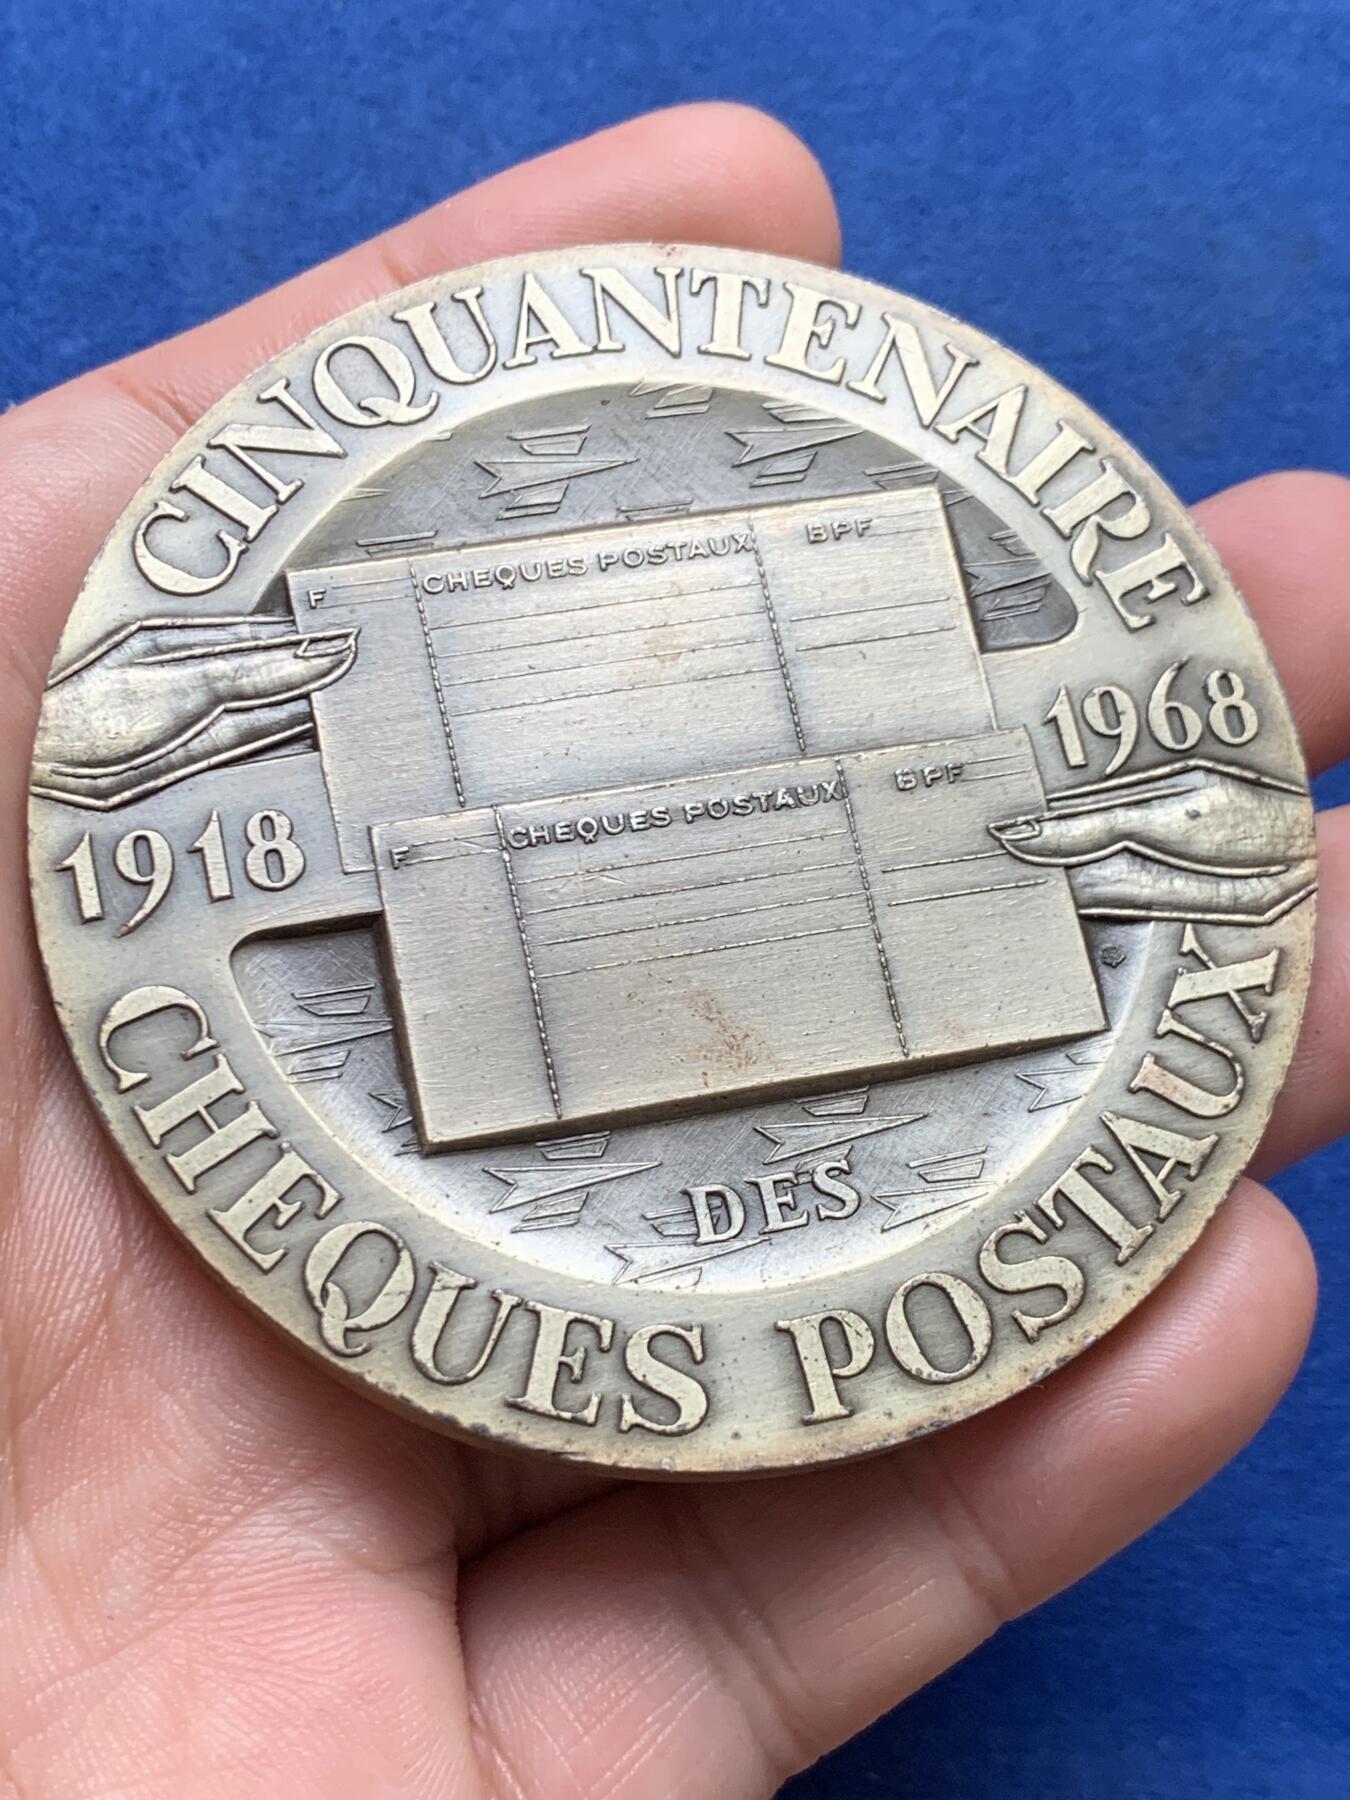 CINQUANTENAIRE
F CHEQUES POSTAUX BPF
1918 1968
F CHEQUES POSTAUX BPF
DES
CHEQUES POSTAUX